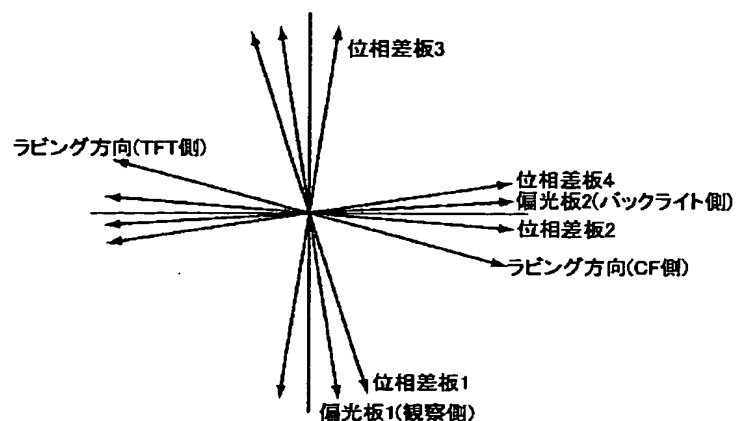 位相差板3
ラビング方向(TFT側)
位相差板4
偏光板2(バックライト側)
位相差板2
ラビング方向(CF側)
位相差板1
偏光板1(観察側)